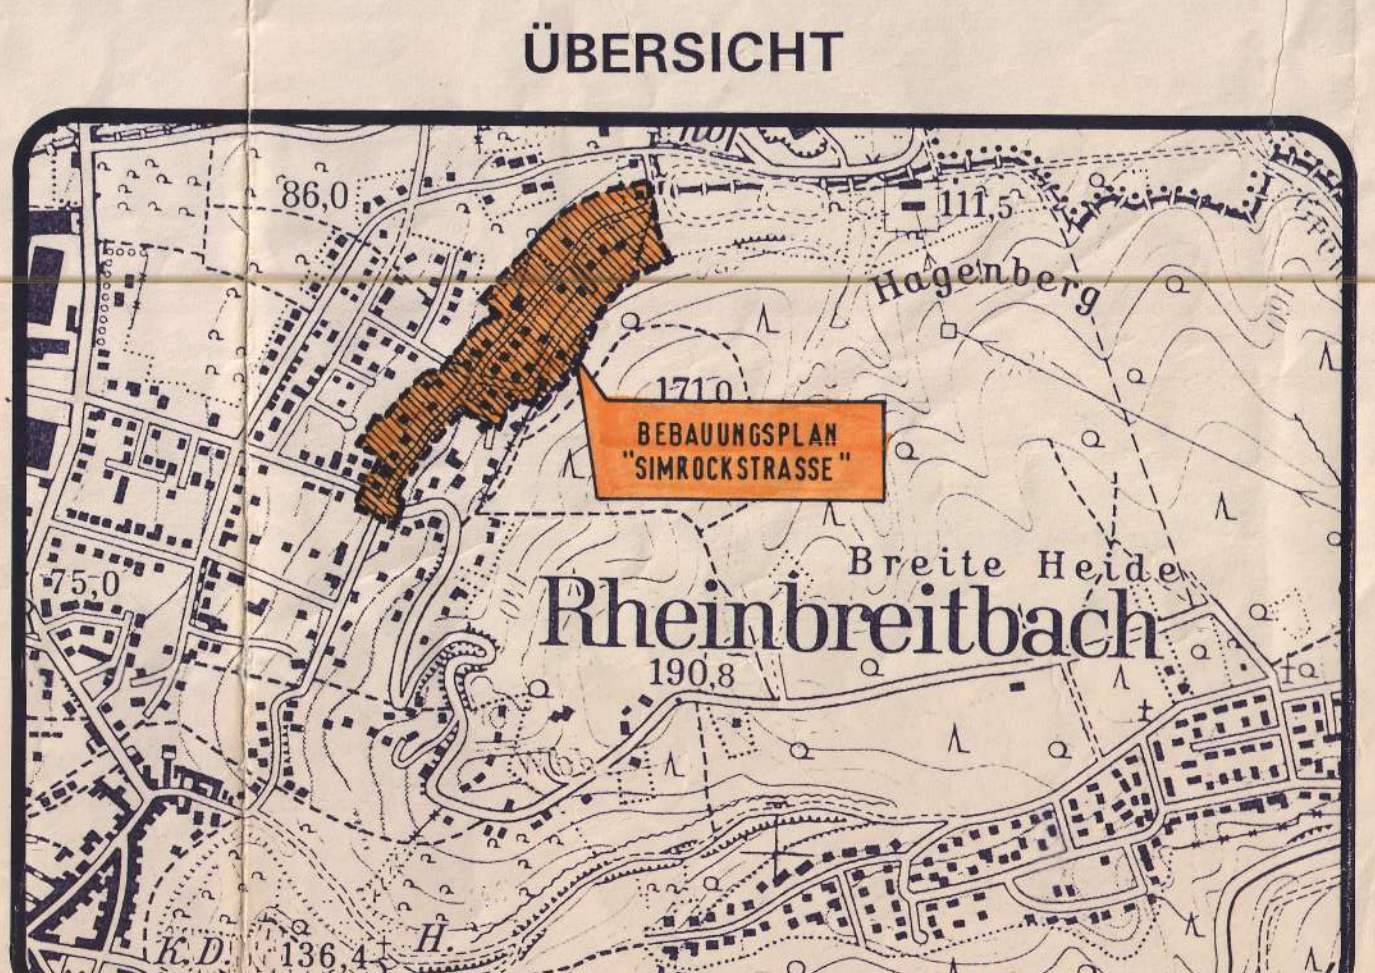 ÜBERSICHT
hof
86,0
111,5
Hagenberg
171,0
BEBAUUNGSPLAN
"SIMROCKSTRASSE"
Breite Heide
75,0
Rheinbreitbach
190,8
K.D.
136,4
H.